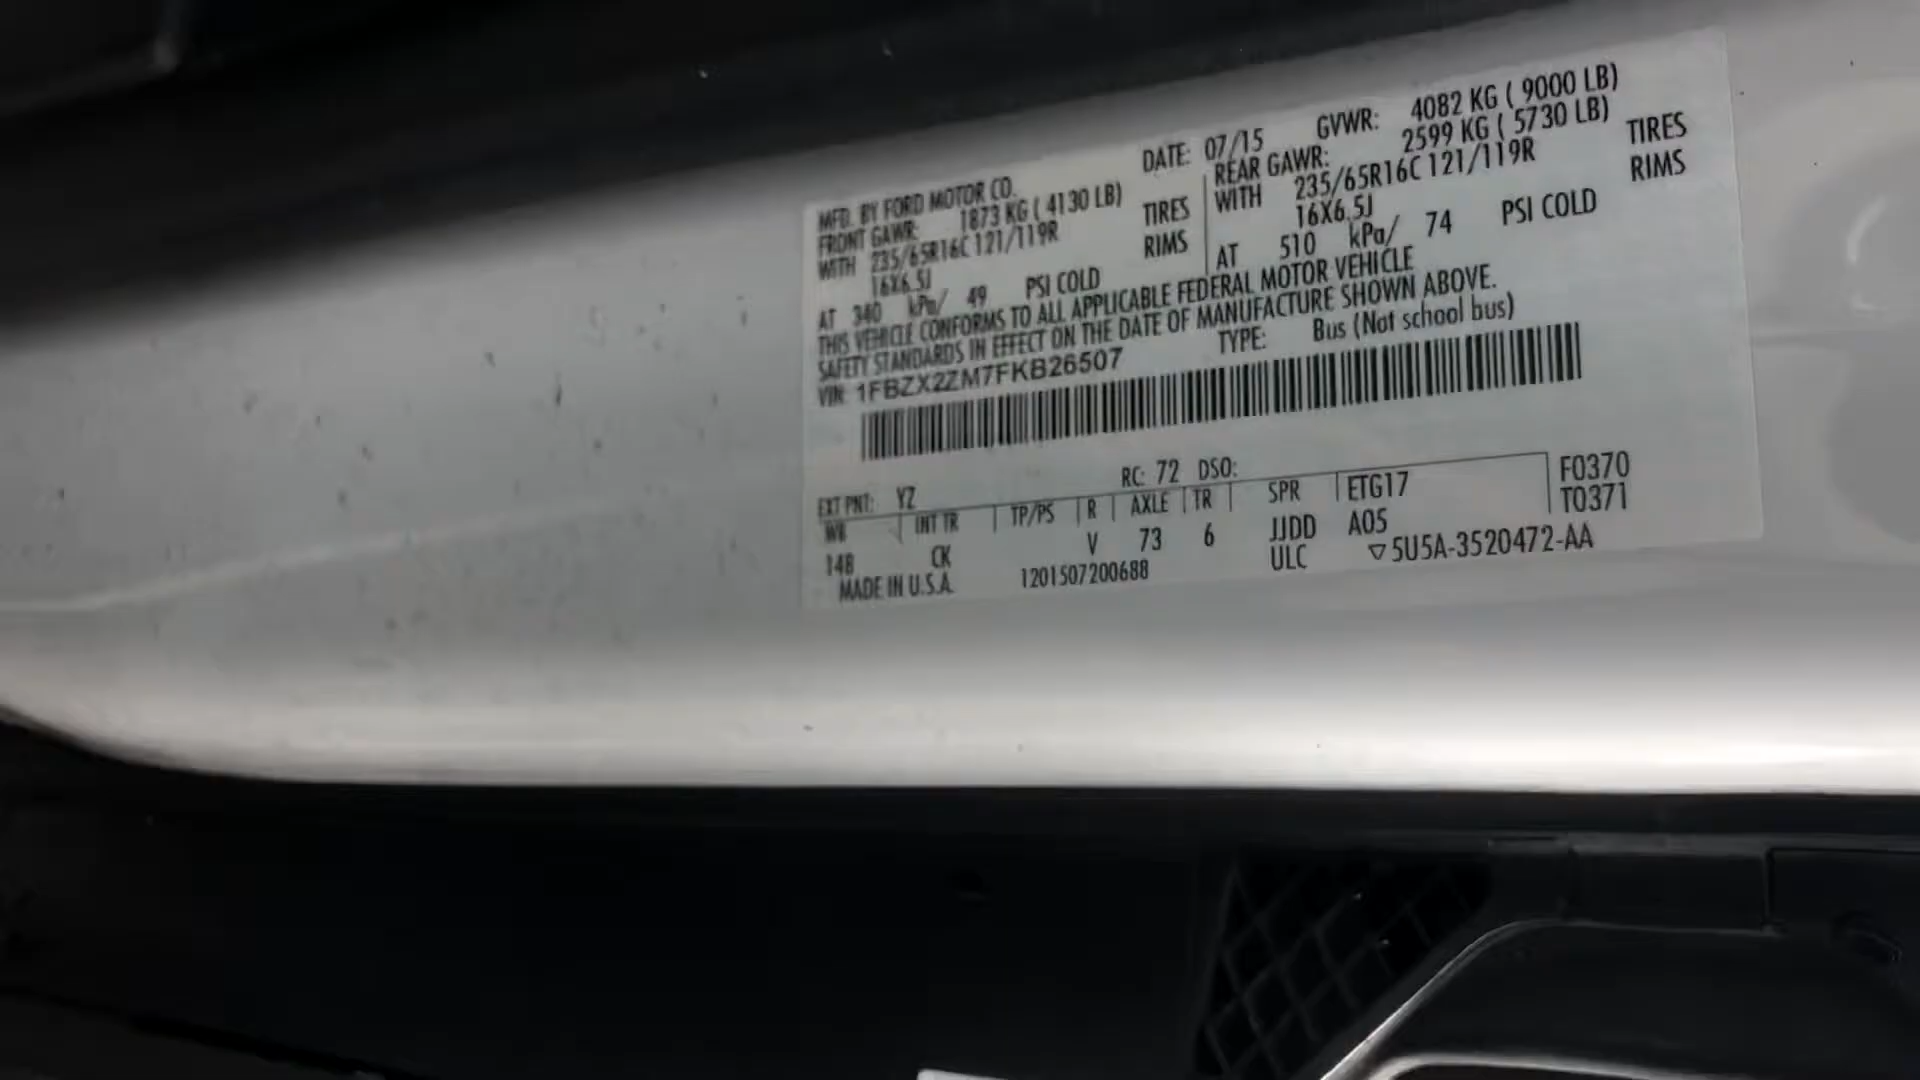 MFD. BY FORD MOTOR CO. DATE: 07/15 GVWR: 4082 KG ( 9000 LB)
FRONT GAWR: 1873 KG ( 4130 LB) REAR GAWR: 2599 KG ( 5730 LB)
WITH 235/65R16C 121/119R TIRES WITH 235/65R16C 121/119R TIRES
16X6.5J RIMS 16X6.5J RIMS
AT 340 kPa/ 49 PSI COLD AT 510 kPa/ 74 PSI COLD
THIS VEHICLE CONFORMS TO ALL APPLICABLE FEDERAL MOTOR VEHICLE
SAFETY STANDARDS IN EFFECT ON THE DATE OF MANUFACTURE SHOWN ABOVE.
VIN: 1FBZX2ZM7FKB26507 TYPE: Bus (Not school bus)
EXT PNT: YZ RC: 72 DSO: F0370
WB INT TR TP/PS R AXLE TR SPR ETG17 T0371
148 CK V 73 6 JJDD A05
MADE IN U.S.A. 1201507200688 ULC ▽5U5A-3520472-AA